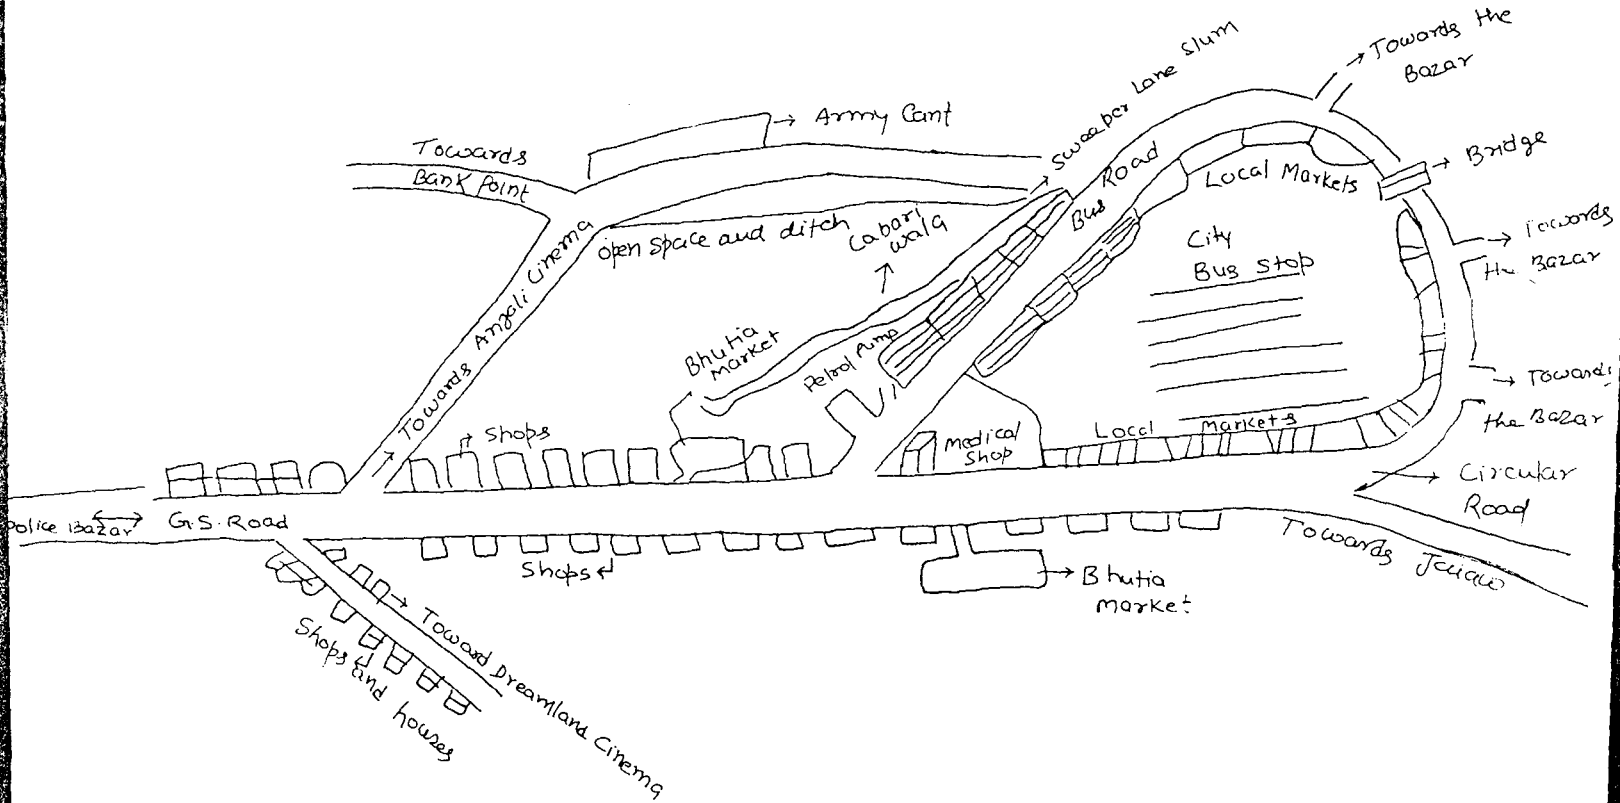 Towards the
Bazar
Sweeper Lane Slum
→ Army Cant
Towards
Bank Point
Road
Bus
→ Bridge
Local Markets
open space and ditch
Cabari
wala
City
Bus Stop
→ Towards
the Bazar
Towards Anjali Cinema
Bhutia
Market
Petrol Pump
→ Towards
the Bazar
Shops
Medical
Shop
Local Markets
→ Circular
Road
Police Bazar
G.S. Road
Towards
Shops
→ Bhutia
market
→ Toward Dreamland Cinema
Shops and houses